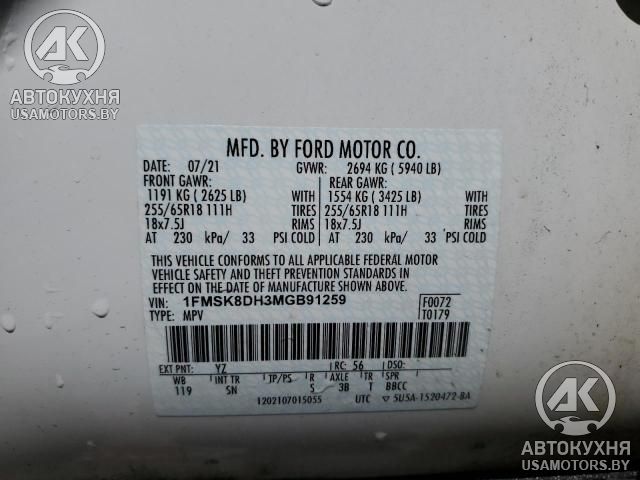 AK
АВТОКУХНЯ
USAMOTORS.BY
MFD. BY FORD MOTOR CO.
DATE: 07/21 GVWR: 2694 KG ( 5940 LB)
FRONT GAWR: REAR GAWR:
1191 KG ( 2625 LB) WITH 1554 KG ( 3425 LB) WITH
255/65R18 111H TIRES 255/65R18 111H TIRES
18x7.5J RIMS 18x7.5J RIMS
AT 230 kPa/ 33 PSI COLD AT 230 kPa/ 33 PSI COLD
THIS VEHICLE CONFORMS TO ALL APPLICABLE FEDERAL MOTOR
VEHICLE SAFETY AND THEFT PREVENTION STANDARDS IN
EFFECT ON THE DATE OF MANUFACTURE SHOWN ABOVE.
VIN: 1FMSK8DH3MGB91259 F0072
TYPE: MPV T0179
EXT PNT: YZ RC: 56 DSO:
WB INT TR TP/PS R AXLE TR SPR
119 SN S 3B T BBCC
1202107015055 UTC ▽ 5U5A-1520472-BA
AK
АВТОКУХНЯ
USAMOTORS.BY